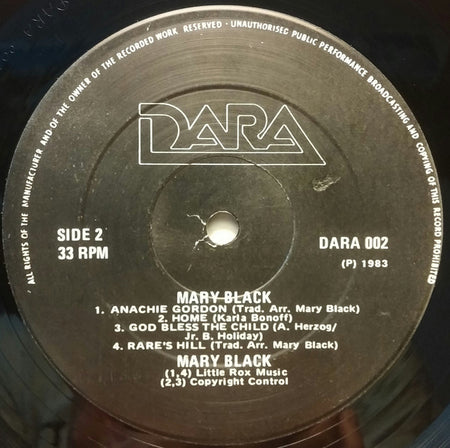 ALL RIGHTS OF THE MANUFACTURER AND OF THE OWNER OF THE RECORDED WORK RESERVED · UNAUTHORISED PUBLIC PERFORMANCE BROADCASTING AND COPYING OF THIS RECORD PROHIBITED
DARA
SIDE 2
33 RPM
DARA 002
(P) 1983
MARY BLACK
1. ANACHIE GORDON (Trad. Arr. Mary Black)
2. HOME (Karla Bonoff)
3. GOD BLESS THE CHILD (A. Herzog/
Jr. B. Holiday)
4. RARE'S HILL (Trad. Arr. Mary Black)
MARY BLACK
(1,4) Little Rox Music
(2,3) Copyright Control